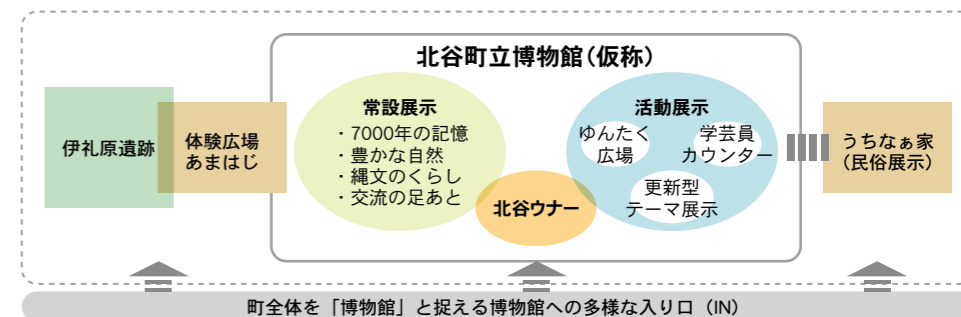 北谷町立博物館(仮称)
伊礼原遺跡
体験広場
あまはじ
常設展示
・7000年の記憶
・豊かな自然
・縄文のくらし
・交流の足あと
北谷ウナー
活動展示
ゆんたく
広場
学芸員
カウンター
更新型
テーマ展示
うちなぁ家
(民俗展示)
町全体を「博物館」と捉える博物館への多様な入り口(IN)